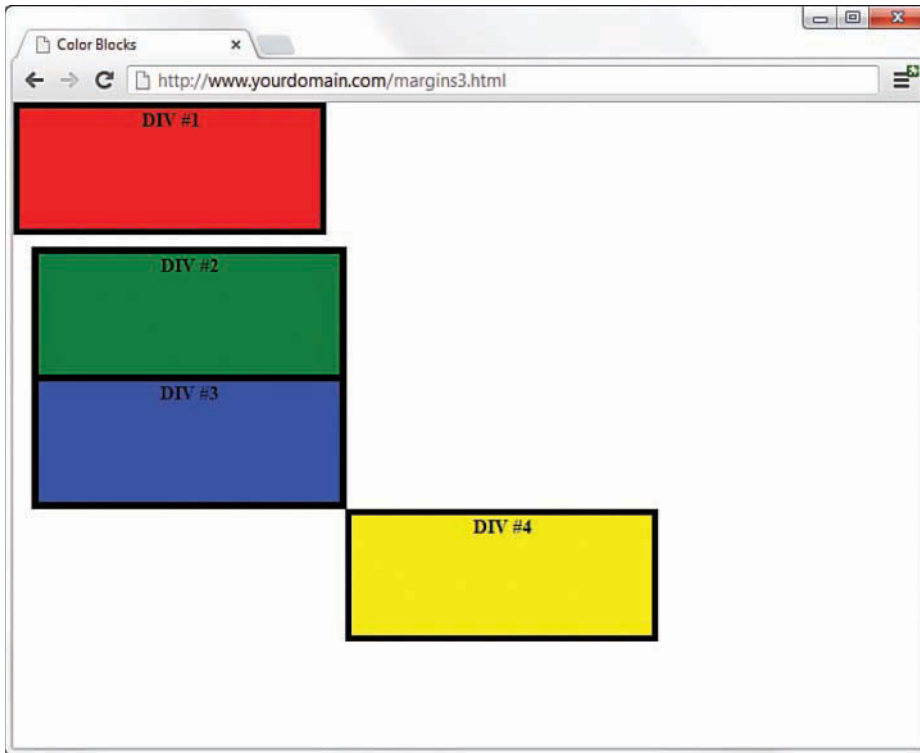 Color Blocks
http://www.yourdomain.com/margins3.html
DIV #1
DIV #2
DIV #3
DIV #4